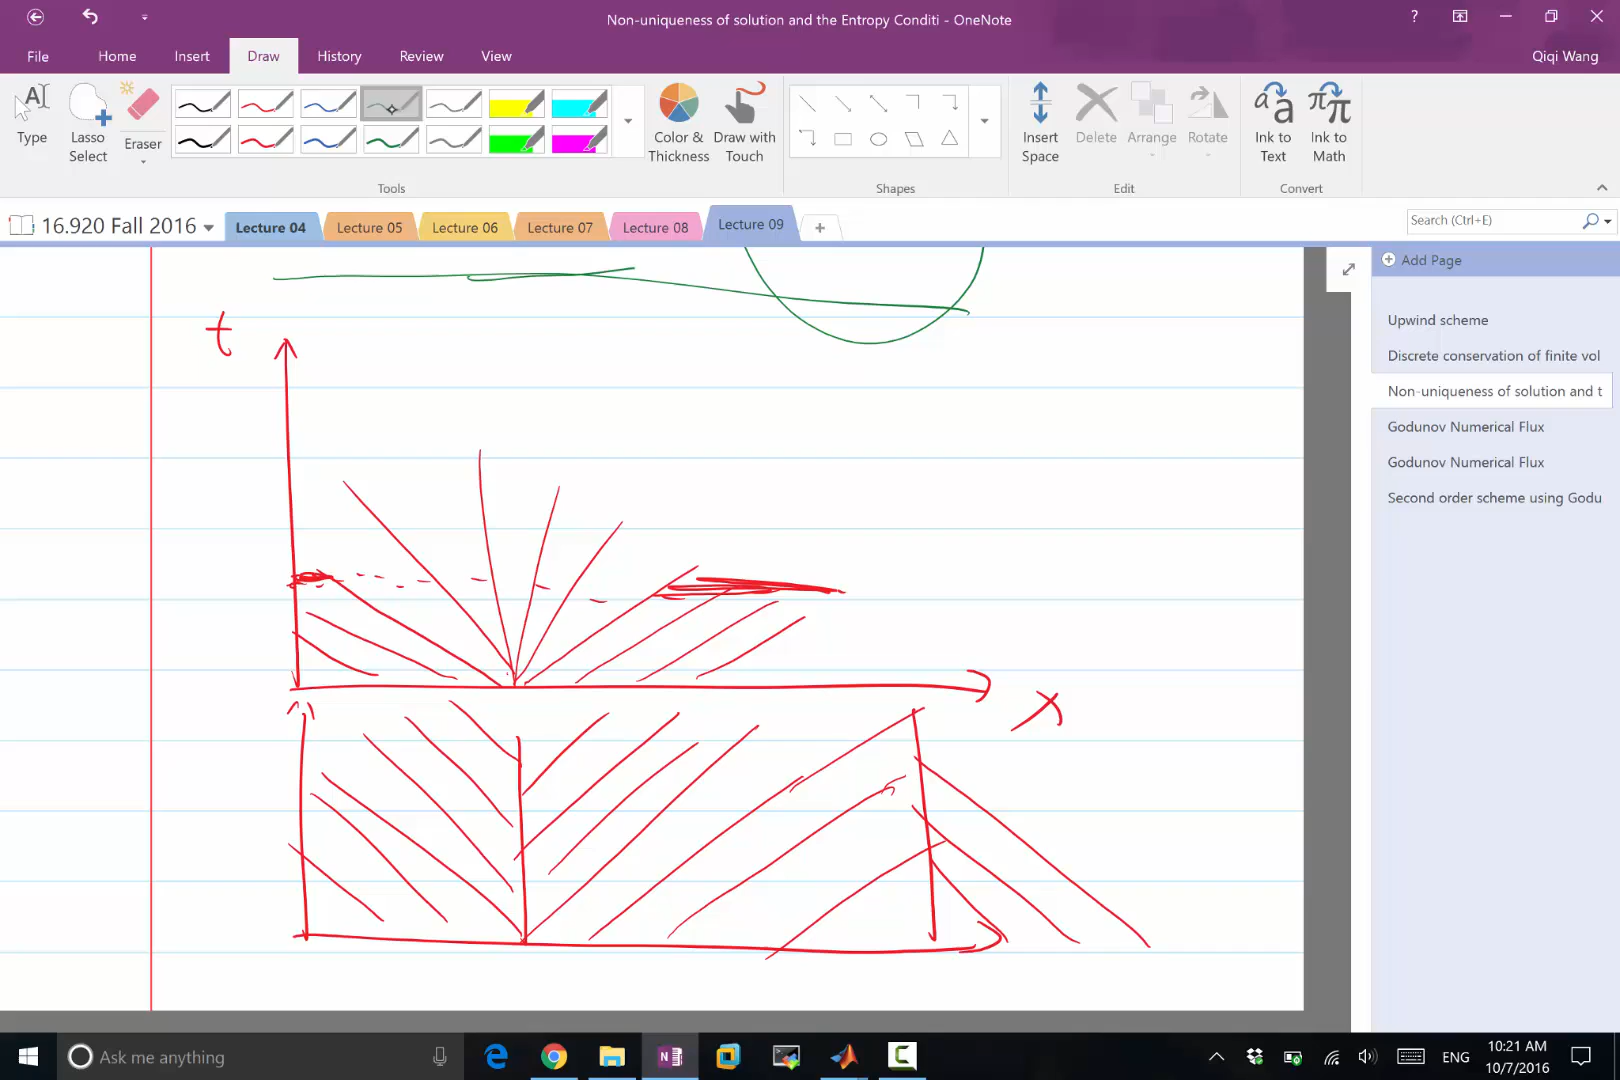 Non-uniqueness of solution and the Entropy Conditi - OneNote
?
File
Home
Insert
Draw
History
Review
View
Qiqi Wang
Type
Lasso Select
Eraser
Color & Thickness
Draw with Touch
Insert Space
Delete
Arrange
Rotate
Ink to Text
Ink to Math
Tools
Shapes
Edit
Convert
16.920 Fall 2016
Lecture 04
Lecture 05
Lecture 06
Lecture 07
Lecture 08
Lecture 09
+
Search (Ctrl+E)
Add Page
Upwind scheme
Discrete conservation of finite vol
Non-uniqueness of solution and t
Godunov Numerical Flux
Godunov Numerical Flux
Second order scheme using Godu
t
x
Ask me anything
ENG
10:21 AM
10/7/2016